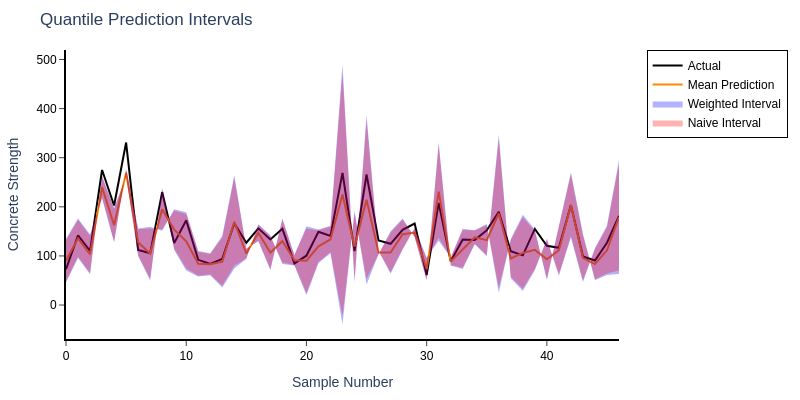 Quantile Prediction Intervals
Actual
Mean Prediction
Weighted Interval
Naive Interval
Concrete Strength
500
400
300
200
100
0
0 10 20 30 40
Sample Number